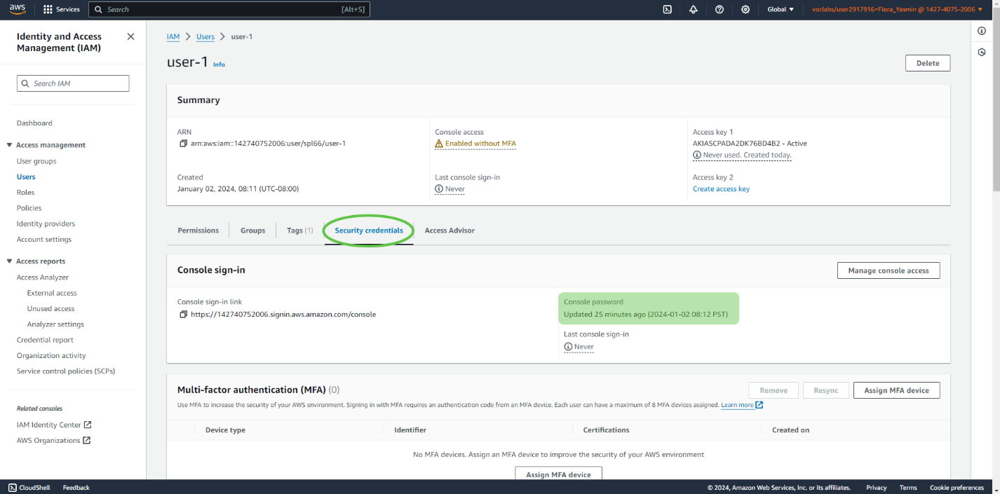 aws
Services
Search
[Alt+S]
Global
voclabs/user2917916=Flora_Yasmin @ 1427-4075-2006
Identity and Access
Management (IAM)
Search IAM
Dashboard
Access management
User groups
Users
Roles
Policies
Identity providers
Account settings
Access reports
Access Analyzer
External access
Unused access
Analyzer settings
Credential report
Organization activity
Service control policies (SCPs)
Related consoles
IAM Identity Center
AWS Organizations
IAM
Users
user-1
user-1
Info
Delete
Summary
ARN
arn:aws:iam::142740752006:user/spl66/user-1
Created
January 02, 2024, 08:11 (UTC-08:00)
Console access
Enabled without MFA
Last console sign-in
Never
Access key 1
AKIASCPADA2DK76BD4B2 - Active
Never used. Created today.
Access key 2
Create access key
Permissions
Groups
Tags (1)
Security credentials
Access Advisor
Console sign-in
Manage console access
Console sign-in link
https://142740752006.signin.aws.amazon.com/console
Console password
Updated 25 minutes ago (2024-01-02 08:12 PST)
Last console sign-in
Never
Multi-factor authentication (MFA) (0)
Remove
Resync
Assign MFA device
Use MFA to increase the security of your AWS environment. Signing in with MFA requires an authentication code from an MFA device. Each user can have a maximum of 8 MFA devices assigned. Learn more
Device type
Identifier
Certifications
Created on
No MFA devices. Assign an MFA device to improve the security of your AWS environment
Assign MFA device
CloudShell
Feedback
© 2024, Amazon Web Services, Inc. or its affiliates.
Privacy
Terms
Cookie preferences